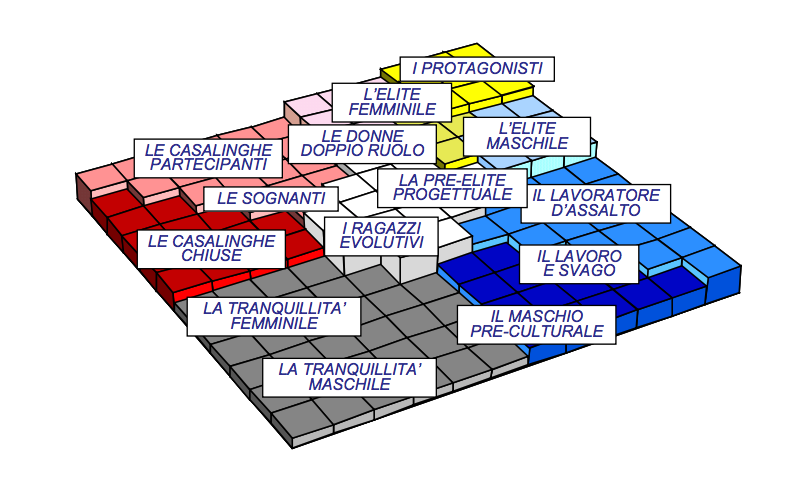 I PROTAGONISTI
L'ELITE
FEMMINILE
L'ELITE
MASCHILE
LE DONNE
DOPPIO RUOLO
LE CASALINGHE
PARTECIPANTI
LA PRE-ELITE
PROGETTUALE
LE SOGNANTI
IL LAVORATORE
D'ASSALTO
I RAGAZZI
EVOLUTIVI
LE CASALINGHE
CHIUSE
IL LAVORO
E SVAGO
LA TRANQUILLITA'
FEMMINILE
IL MASCHIO
PRE-CULTURALE
LA TRANQUILLITA'
MASCHILE